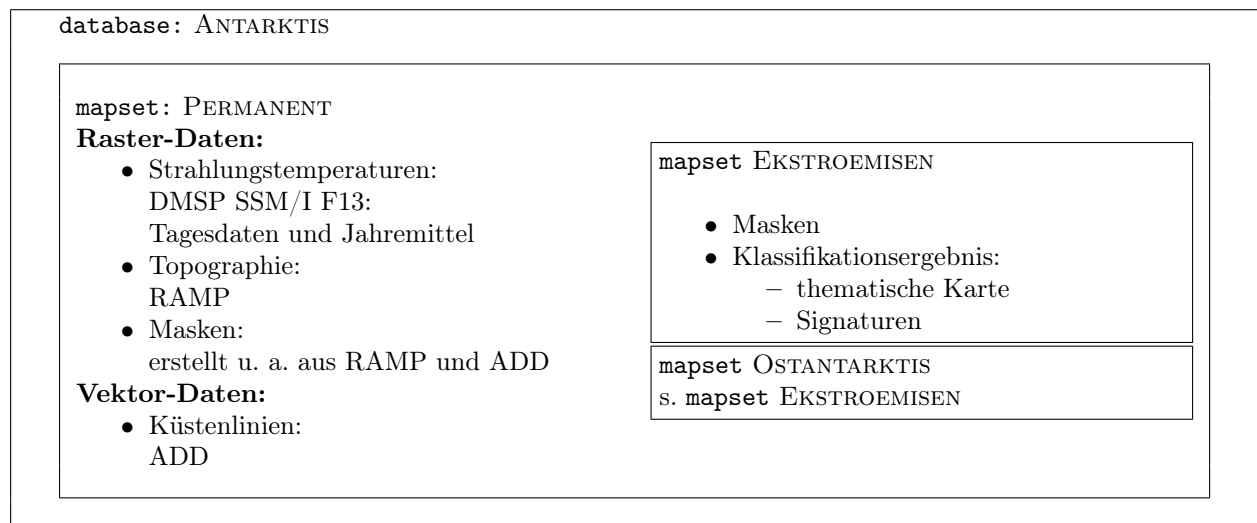 database: ANTARKTIS
mapset: PERMANENT
Raster-Daten:
• Strahlungstemperaturen:
DMSP SSM/I F13:
Tagesdaten und Jahremittel
• Topographie:
RAMP
• Masken:
erstellt u. a. aus RAMP und ADD
Vektor-Daten:
• Küstenlinien:
ADD
mapset EKSTROEMISEN
• Masken
• Klassifikationsergebnis:
– thematische Karte
– Signaturen
mapset OSTANTARKTIS
s. mapset EKSTROEMISEN